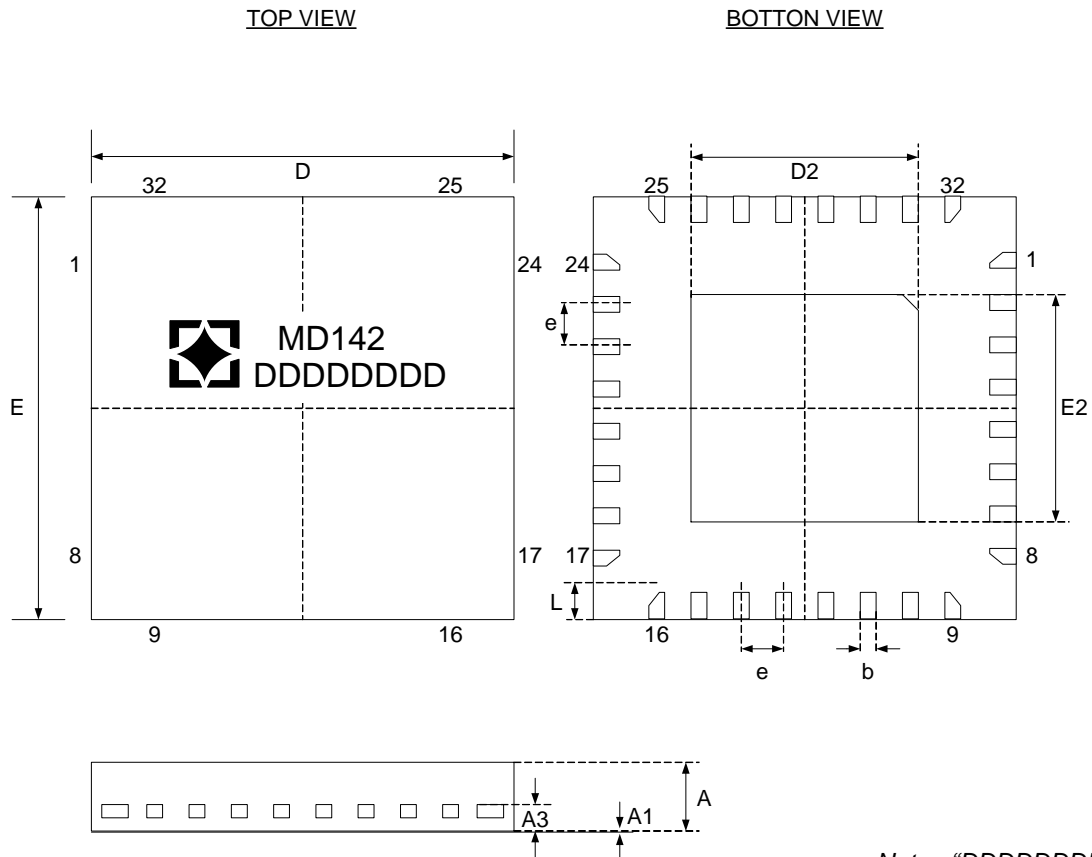 TOP VIEW
BOTTON VIEW
D
32
25
E
1
24
MD142
DDDDDDDD
8
17
9
16
D2
25
32
24
1
e
E2
17
8
L
16
9
e
b
A
A3
A1